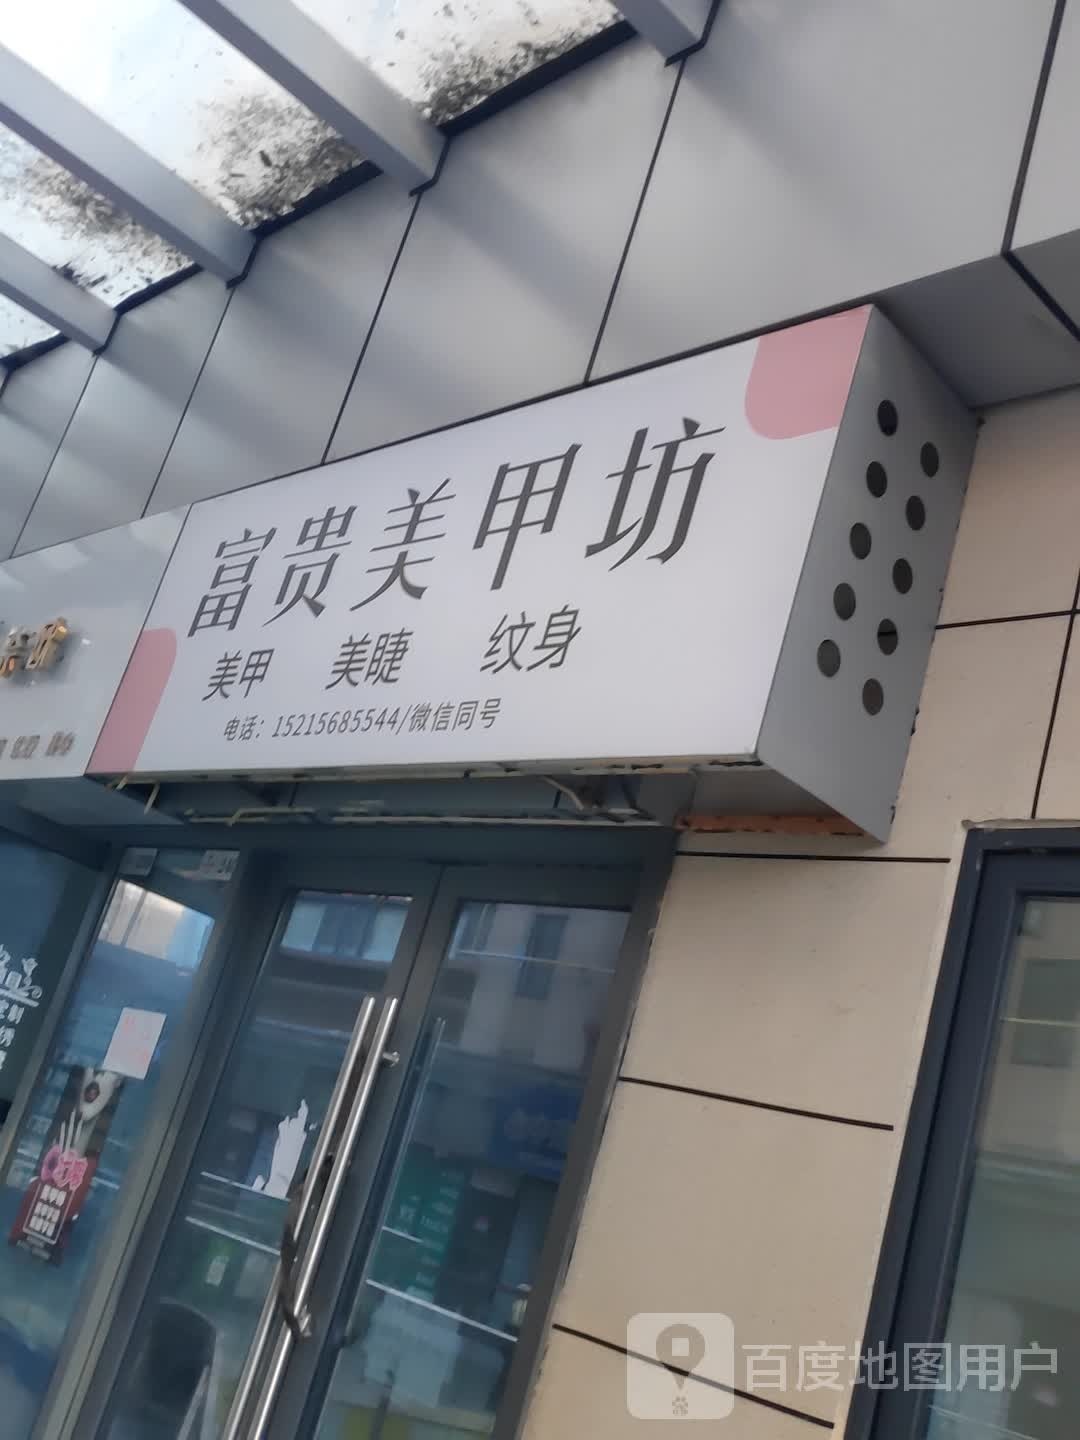 富贵美甲坊
美甲 美睫 纹身
电话：15215685544/微信同号
百度地图用户